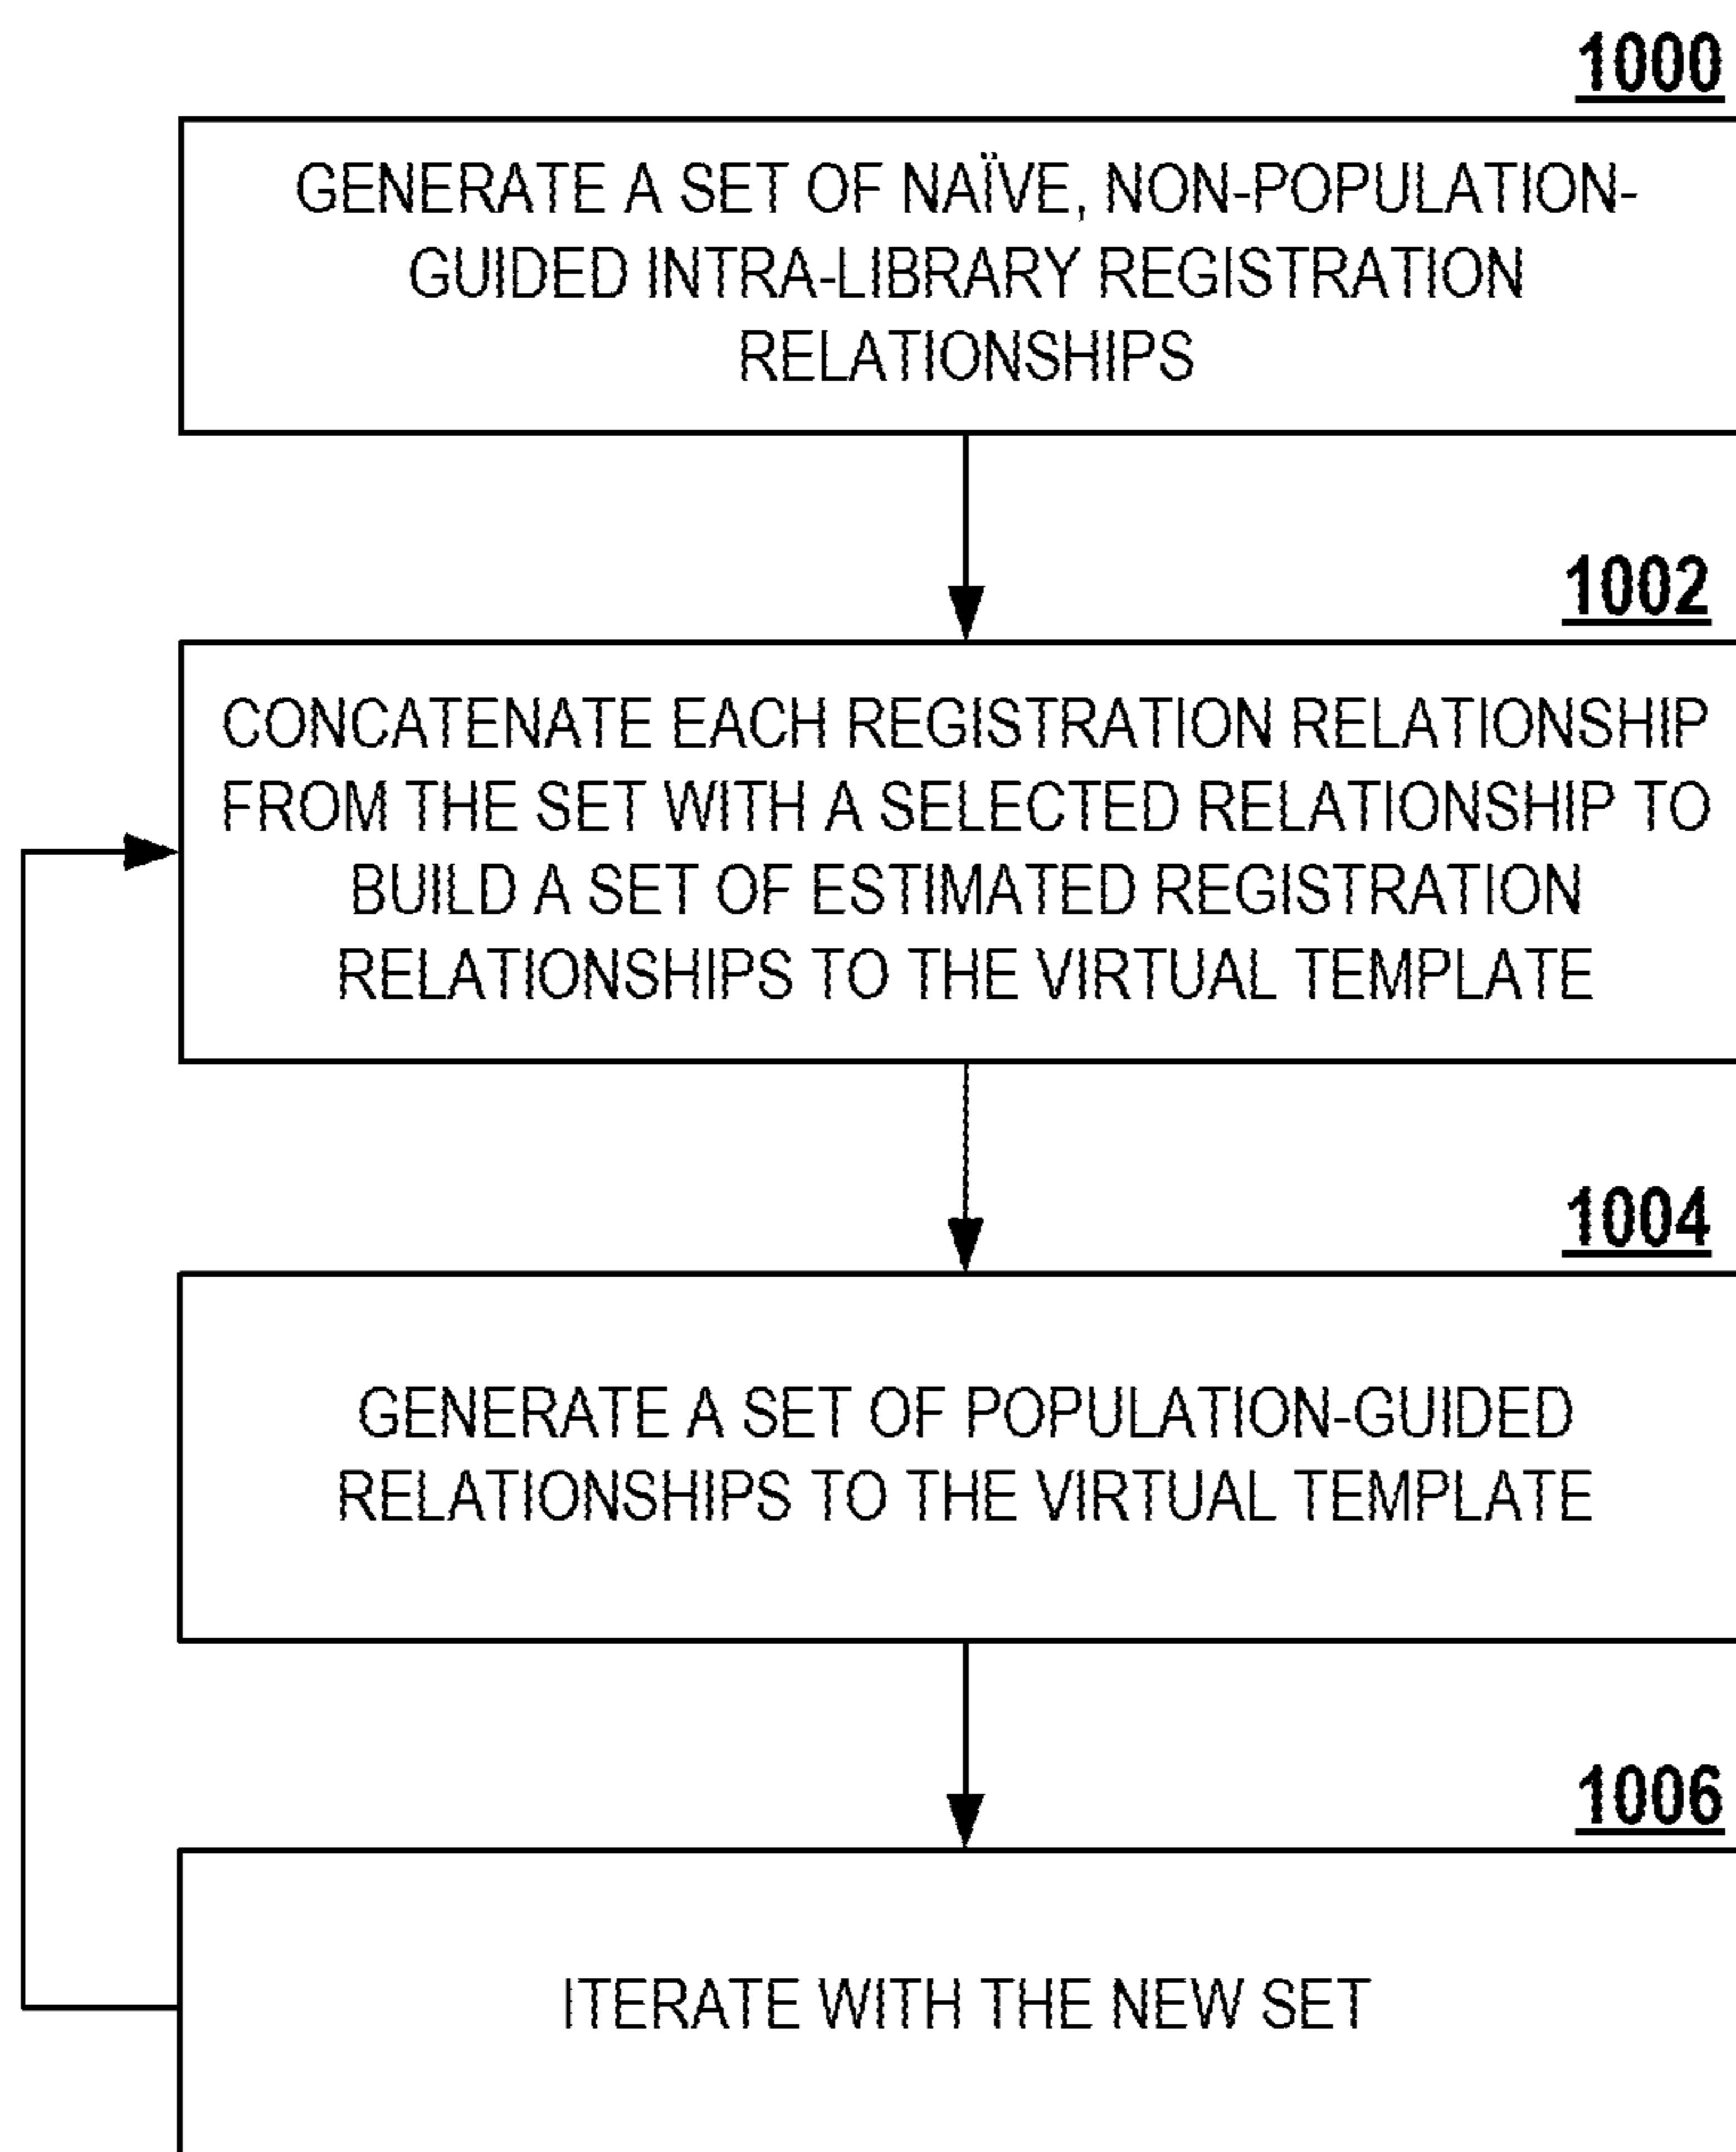 1000
GENERATE A SET OF NAÏVE, NON-POPULATION-
GUIDED INTRA-LIBRARY REGISTRATION
RELATIONSHIPS
1002
CONCATENATE EACH REGISTRATION RELATIONSHIP
FROM THE SET WITH A SELECTED RELATIONSHIP TO
BUILD A SET OF ESTIMATED REGISTRATION
RELATIONSHIPS TO THE VIRTUAL TEMPLATE
1004
GENERATE A SET OF POPULATION-GUIDED
RELATIONSHIPS TO THE VIRTUAL TEMPLATE
1006
ITERATE WITH THE NEW SET